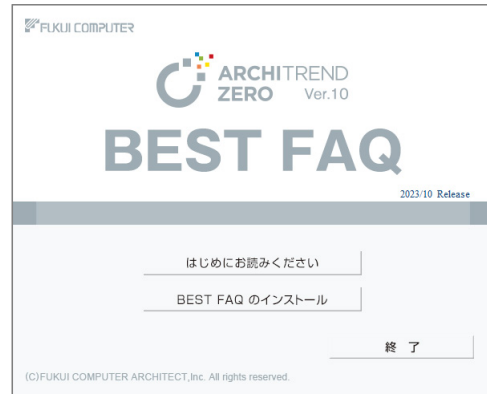 FUKUI COMPUTER
ARCHITREND
ZERO Ver.10
BEST FAQ
2023/10 Release
はじめにお読みください
BEST FAQ のインストール
終 了
(C)FUKUI COMPUTER ARCHITECT,Inc. All rights reserved.